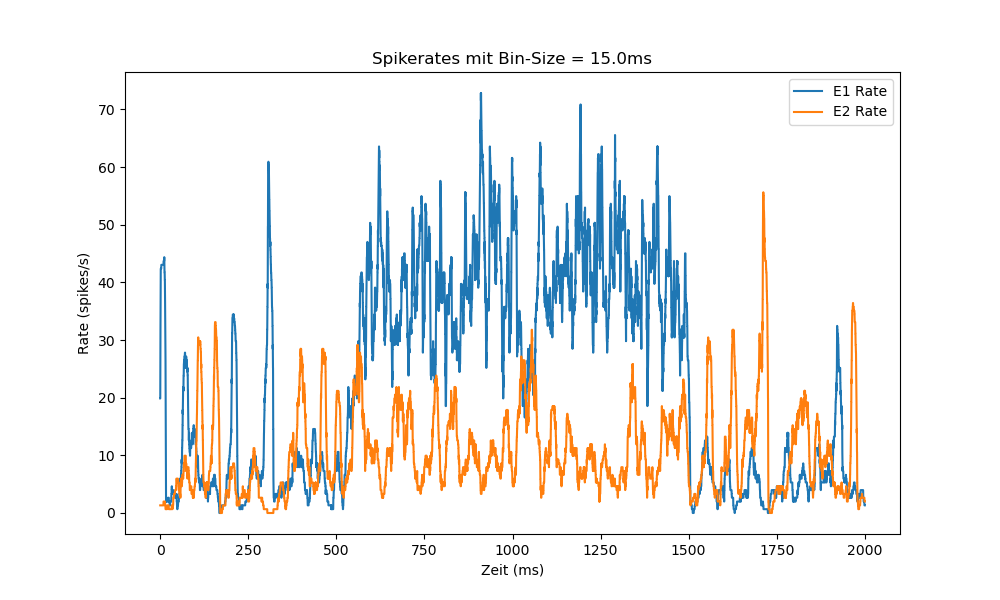 Spikerates mit Bin-Size = 15.0ms
E1 Rate
E2 Rate
70
60
50
40
30
20
10
0
Rate (spikes/s)
0 250 500 750 1000 1250 1500 1750 2000
Zeit (ms)